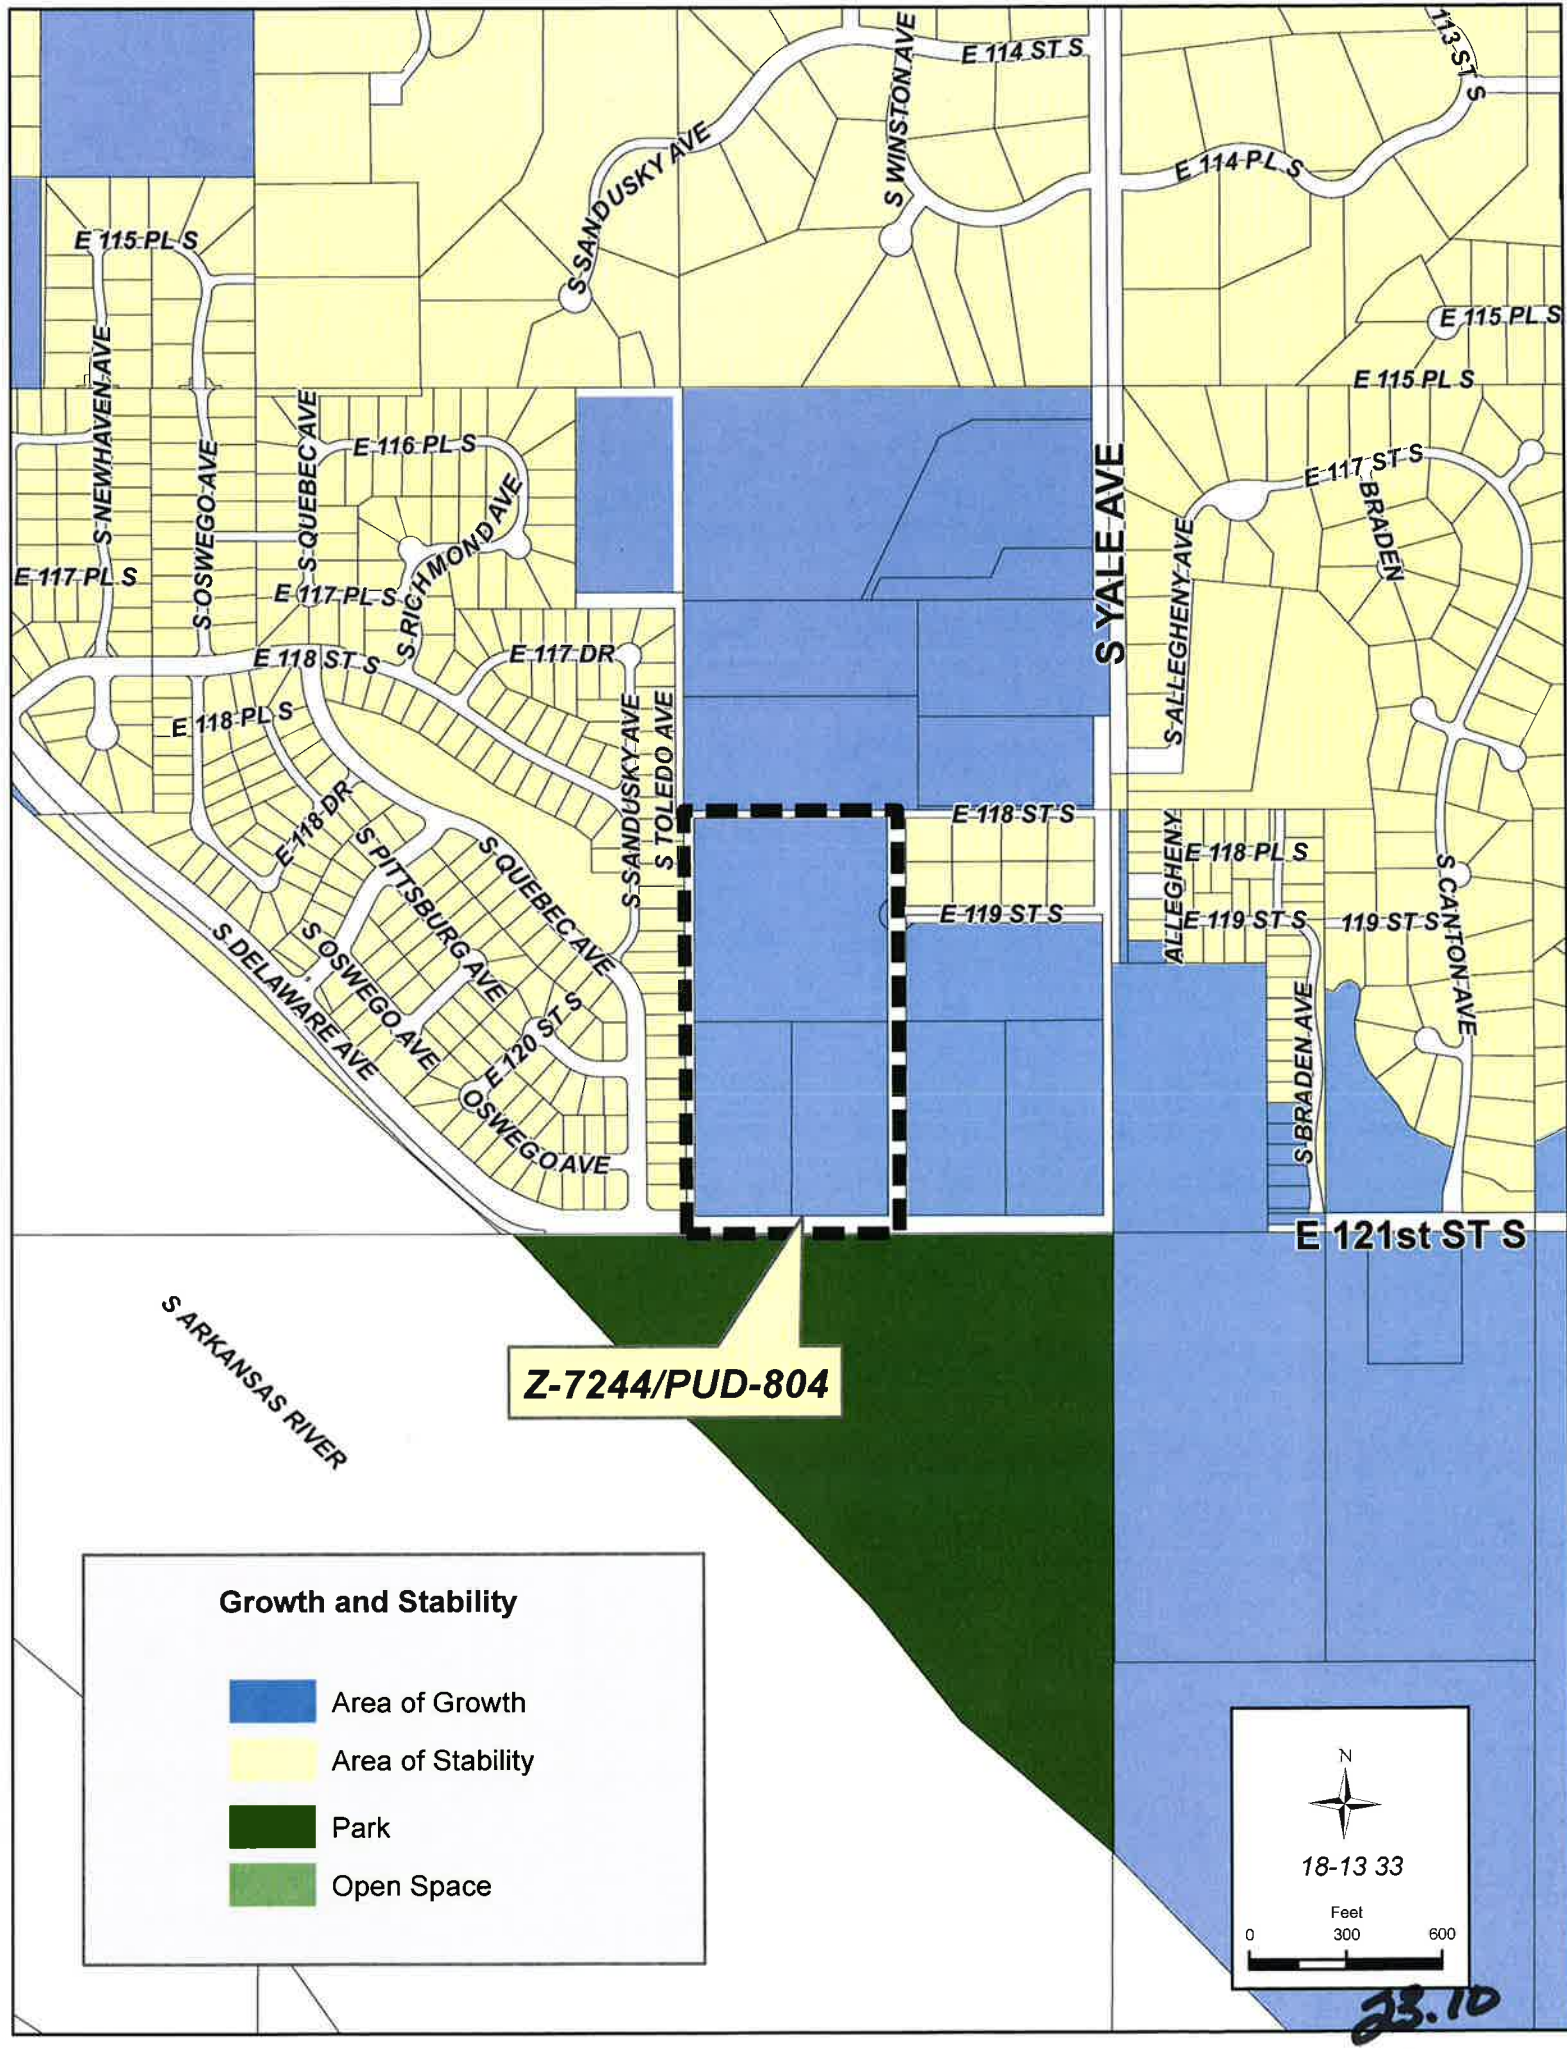 113 ST S
E 114 ST S
S WINSTON AVE
S SANDUSKY AVE
E 114 PL S
E 115 PL S
E 115 PL S
E 115 PL S
S NEWHAVEN AVE
S OSWEGO AVE
S QUEBEC AVE
E 116 PL S
S RICHMOND AVE
S YALE AVE
E 117 ST S
BRADEN
S ALLEGHENY AVE
E 117 PL S
E 117 PL S
E 118 ST S
E 117 DR
E 118 PL S
S SANDUSKY AVE
S TOLEDO AVE
E 118 DR
S PITTSBURG AVE
S QUEBEC AVE
E 118 ST S
ALLEGHENY
E 118 PL S
E 119 ST S
E 119 ST S
119 ST S
S CANTON AVE
S DELAWARE AVE
S OSWEGO AVE
E 120 ST S
OSWEGO AVE
S BRADEN AVE
E 121st ST S
S ARKANSAS RIVER
Z-7244/PUD-804
Growth and Stability
Area of Growth
Area of Stability
Park
Open Space
N
18-13 33
Feet
0 300 600
23.10